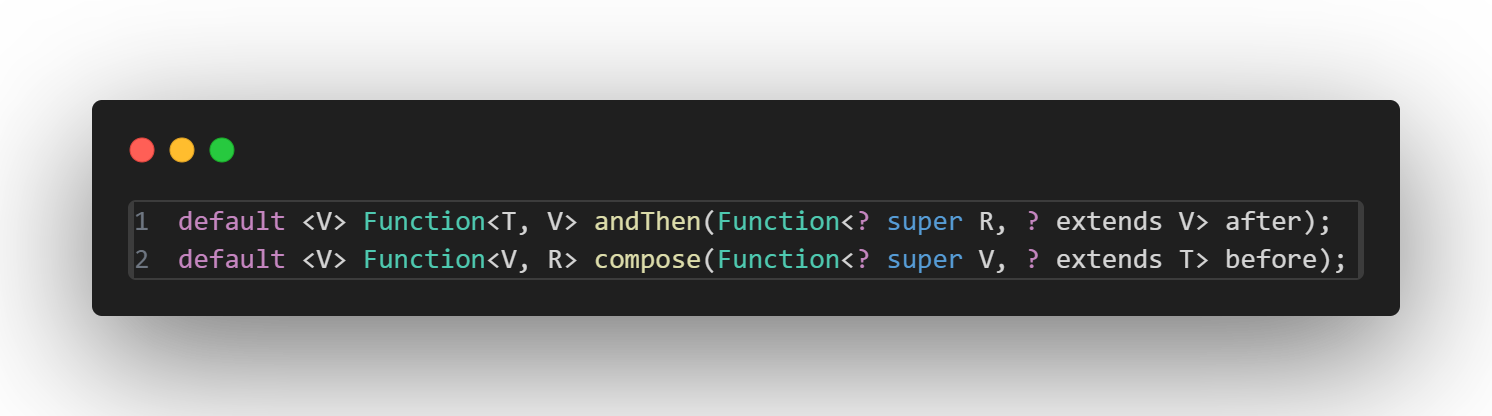 1 default <V> Function<T, V> andThen(Function<? super R, ? extends V> after);
2 default <V> Function<V, R> compose(Function<? super V, ? extends T> before);